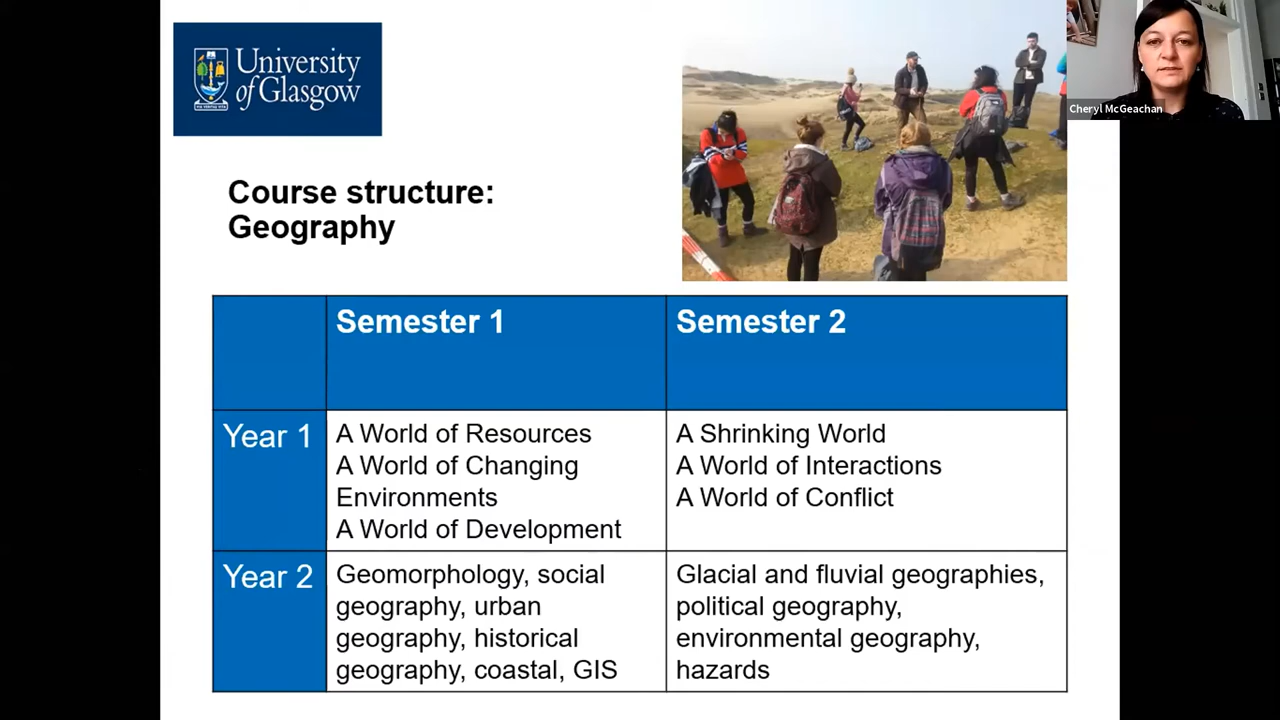 University
of Glasgow
Cheryl McGeachan
Course structure:
Geography
Semester 1
Semester 2
Year 1
A World of Resources
A World of Changing
Environments
A World of Development
A Shrinking World
A World of Interactions
A World of Conflict
Year 2
Geomorphology, social
geography, urban
geography, historical
geography, coastal, GIS
Glacial and fluvial geographies,
political geography,
environmental geography,
hazards